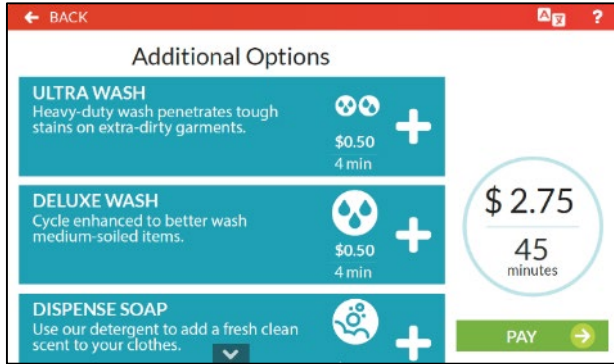 BACK
?
Additional Options
ULTRA WASH
Heavy-duty wash penetrates tough
stains on extra-dirty garments.
$0.50
4 min
DELUXE WASH
Cycle enhanced to better wash
medium-soiled items.
$0.50
4 min
DISPENSE SOAP
Use our detergent to add a fresh clean
scent to your clothes.
$ 2.75
45
minutes
PAY